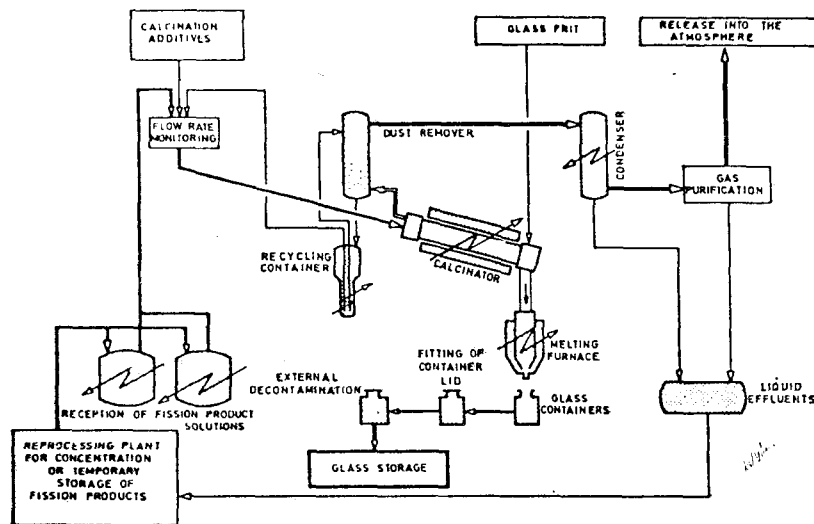 CALCINATION
ADDITIVES
GLASS FRIT
RELEASE INTO THE
ATMOSPHERE
FLOW RATE
MONITORING
DUST REMOVER
CONDENSER
GAS
PURIFICATION
RECYCLING
CONTAINER
CALCINATOR
MELTING
FURNACE
FITTING OF
CONTAINER
LID
EXTERNAL
DECONTAMINATION
GLASS
CONTAINERS
LIQUID
EFFLUENTS
RECEPTION OF FISSION PRODUCT
SOLUTIONS
REPROCESSING PLANT
FOR CONCENTRATION
OR TEMPORARY
STORAGE OF
FISSION PRODUCTS
GLASS STORAGE